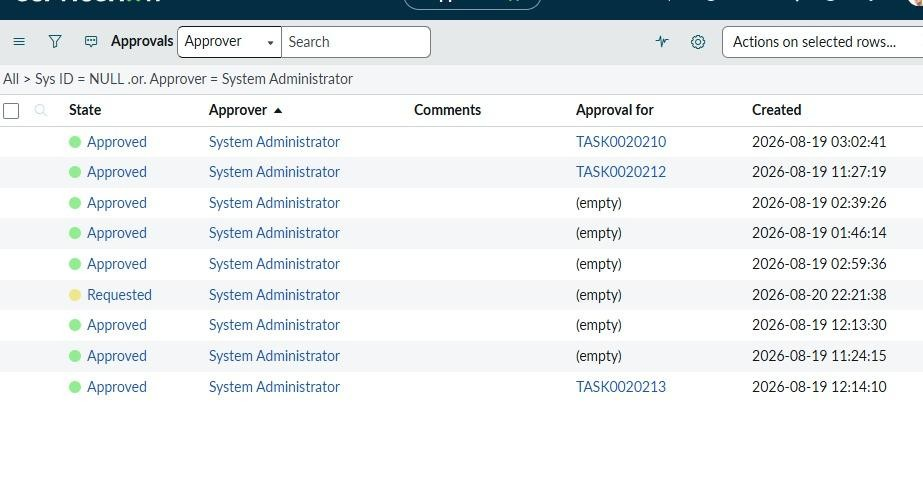 Approvals Approver Search Actions on selected rows...
All > Sys ID = NULL .or. Approver = System Administrator
State Approver Comments Approval for Created
Approved System Administrator TASK0020210 2026-08-19 03:02:41
Approved System Administrator TASK0020212 2026-08-19 11:27:19
Approved System Administrator (empty) 2026-08-19 02:39:26
Approved System Administrator (empty) 2026-08-19 01:46:14
Approved System Administrator (empty) 2026-08-19 02:59:36
Requested System Administrator (empty) 2026-08-20 22:21:38
Approved System Administrator (empty) 2026-08-19 12:13:30
Approved System Administrator (empty) 2026-08-19 11:24:15
Approved System Administrator TASK0020213 2026-08-19 12:14:10